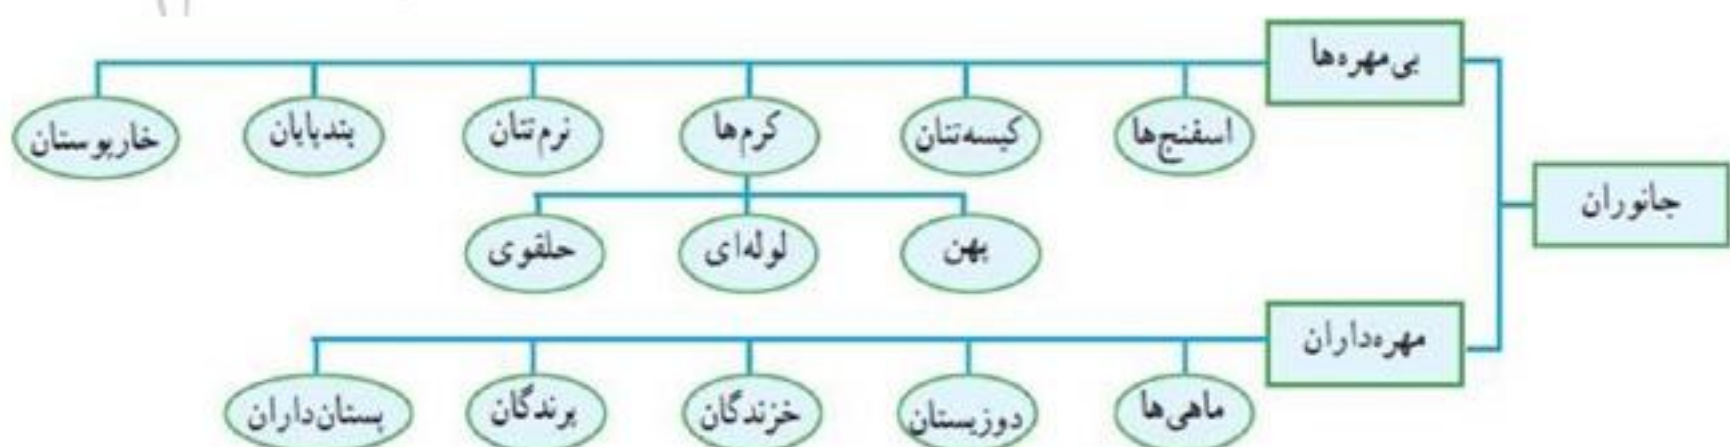 بی‌مهره‌ها
اسفنج‌ها کیسه‌تنان کرم‌ها نرم‌تنان بندپایان خارپوستان
جانوران
پهن لوله‌ای حلقوی
مهره‌داران
ماهی‌ها دوزیستان خزندگان پرندگان پستان‌داران